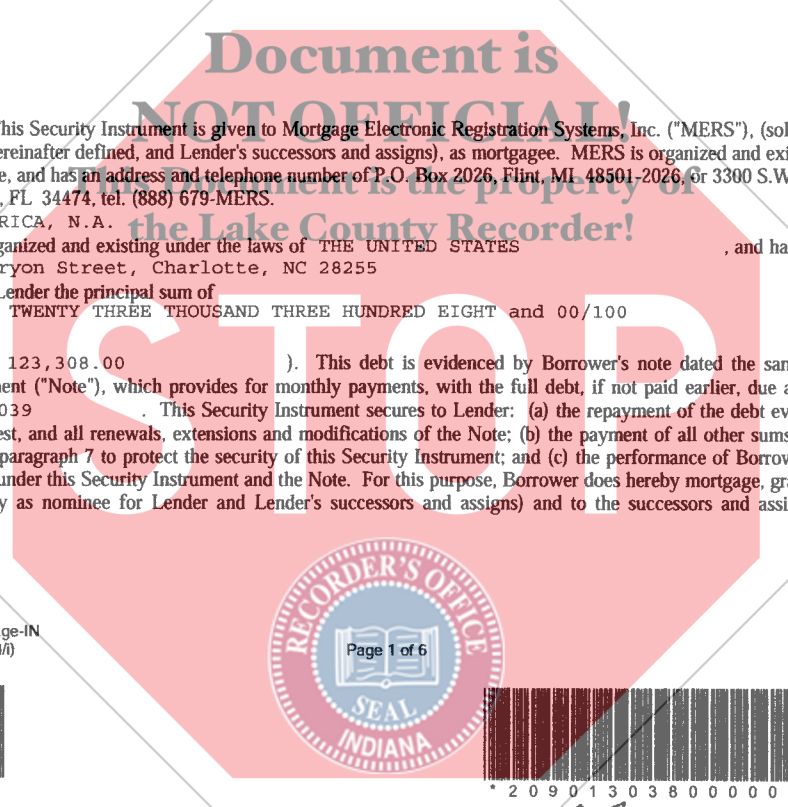 Document is
NOT OFFICIAL!
This Document is the property of
the Lake County Recorder!
STOP
his Security Instrument is given to Mortgage Electronic Registration Systems, Inc. ("MERS"), (sol
ereinafter defined, and Lender's successors and assigns), as mortgagee. MERS is organized and exi
e, and has an address and telephone number of P.O. Box 2026, Flint, MI 48501-2026, or 3300 S.W
, FL 34474, tel. (888) 679-MERS.
RICA, N.A.
ganized and existing under the laws of THE UNITED STATES , and ha
ryon Street, Charlotte, NC 28255
Lender the principal sum of
TWENTY THREE THOUSAND THREE HUNDRED EIGHT and 00/100
123,308.00 ). This debt is evidenced by Borrower's note dated the sam
ent ("Note"), which provides for monthly payments, with the full debt, if not paid earlier, due a
039 . This Security Instrument secures to Lender: (a) the repayment of the debt ev
est, and all renewals, extensions and modifications of the Note; (b) the payment of all other sums
paragraph 7 to protect the security of this Security Instrument; and (c) the performance of Borrow
under this Security Instrument and the Note. For this purpose, Borrower does hereby mortgage, gra
y as nominee for Lender and Lender's successors and assigns) and to the successors and assi
RECORDER'S OFFICE
ge-IN
/i)
Page 1 of 6
SEAL
INDIANA
* 2 0 9 0 1 3 0 3 8 0 0 0 0 0